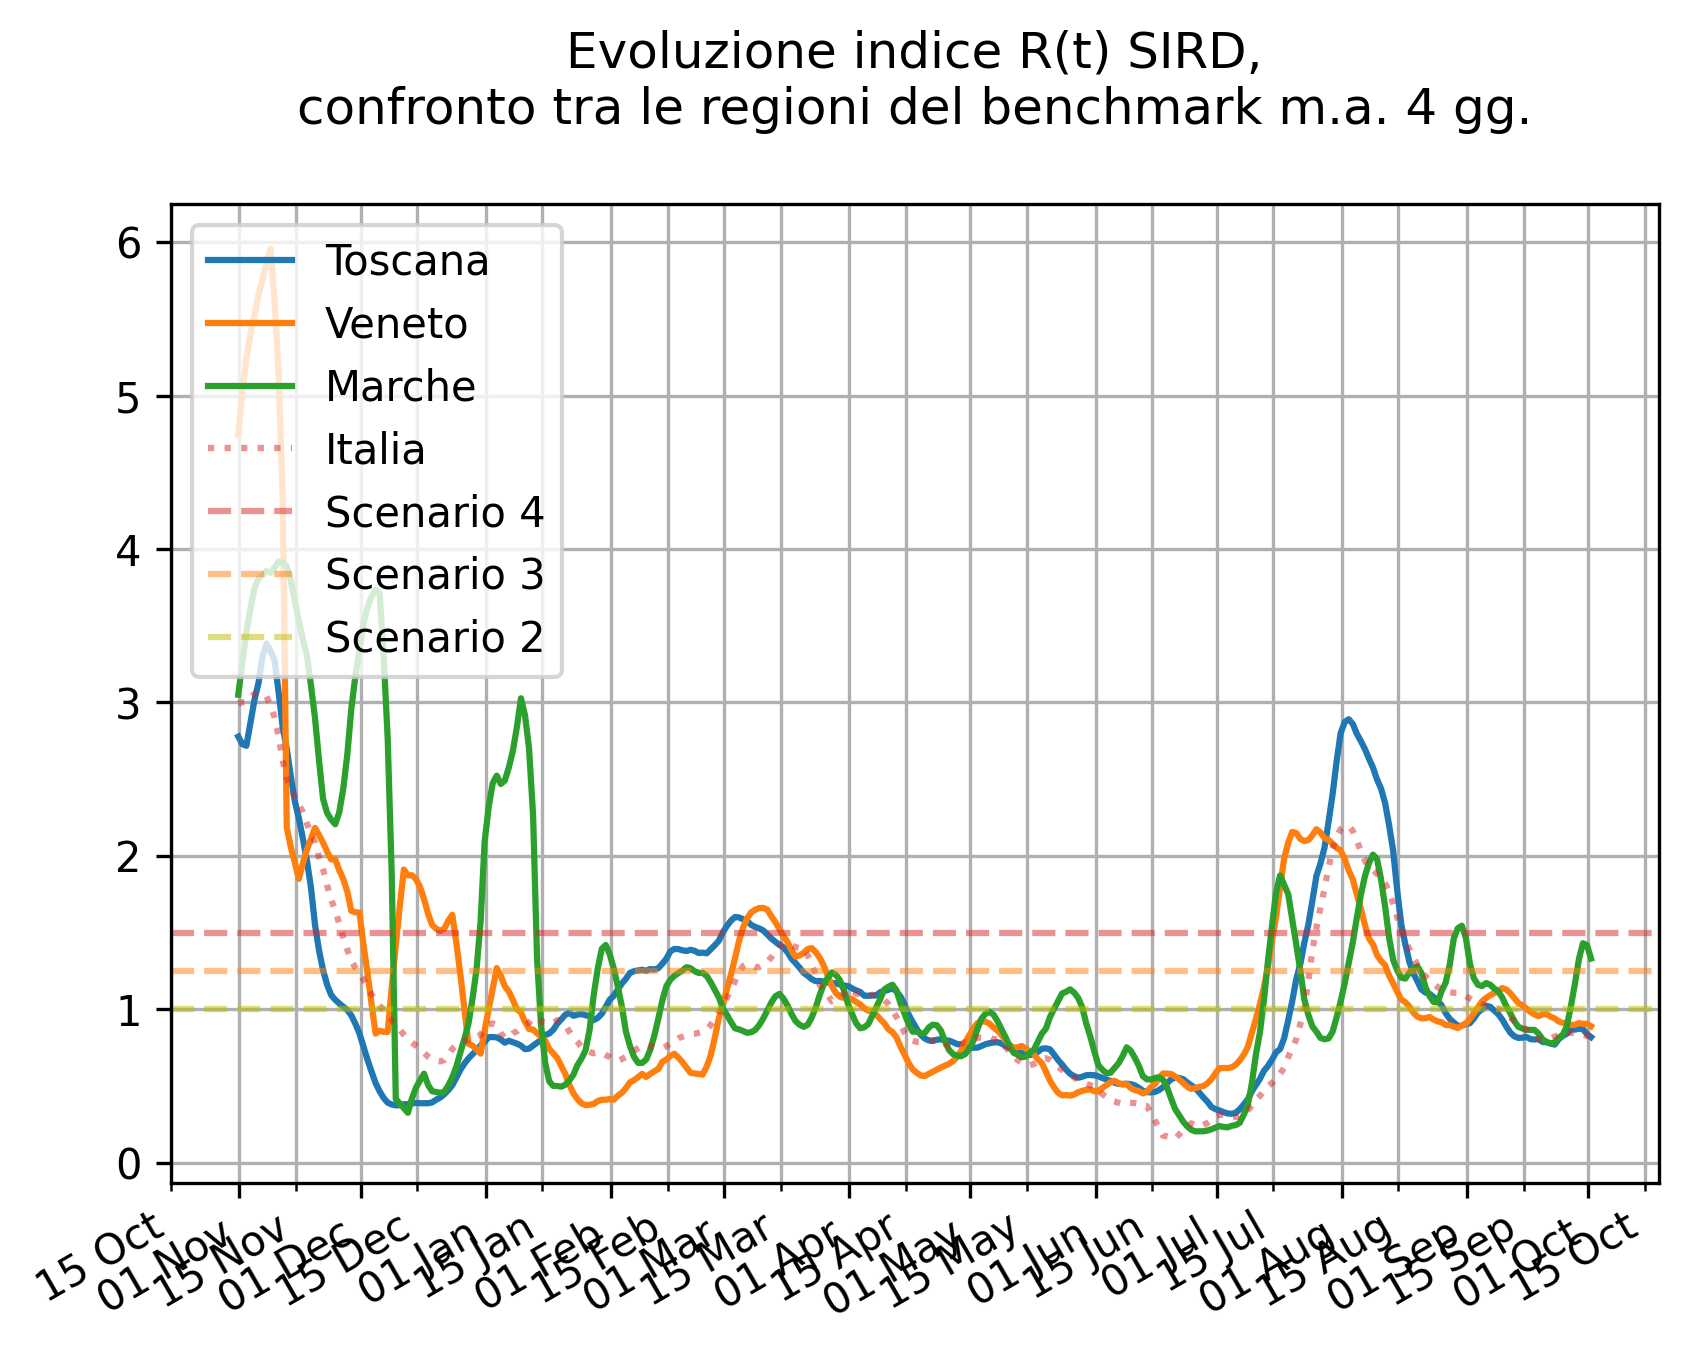 Evoluzione indice R(t) SIRD,
confronto tra le regioni del benchmark m.a. 4 gg.
6
5
4
3
2
1
0
Toscana
Veneto
Marche
Italia
Scenario 4
Scenario 3
Scenario 2
15 Oct
01 Nov
15 Nov
01 Dec
15 Dec
01 Jan
15 Jan
01 Feb
15 Feb
01 Mar
15 Mar
01 Apr
15 Apr
01 May
15 May
01 Jun
15 Jun
01 Jul
15 Jul
01 Aug
15 Aug
01 Sep
15 Sep
01 Oct
15 Oct